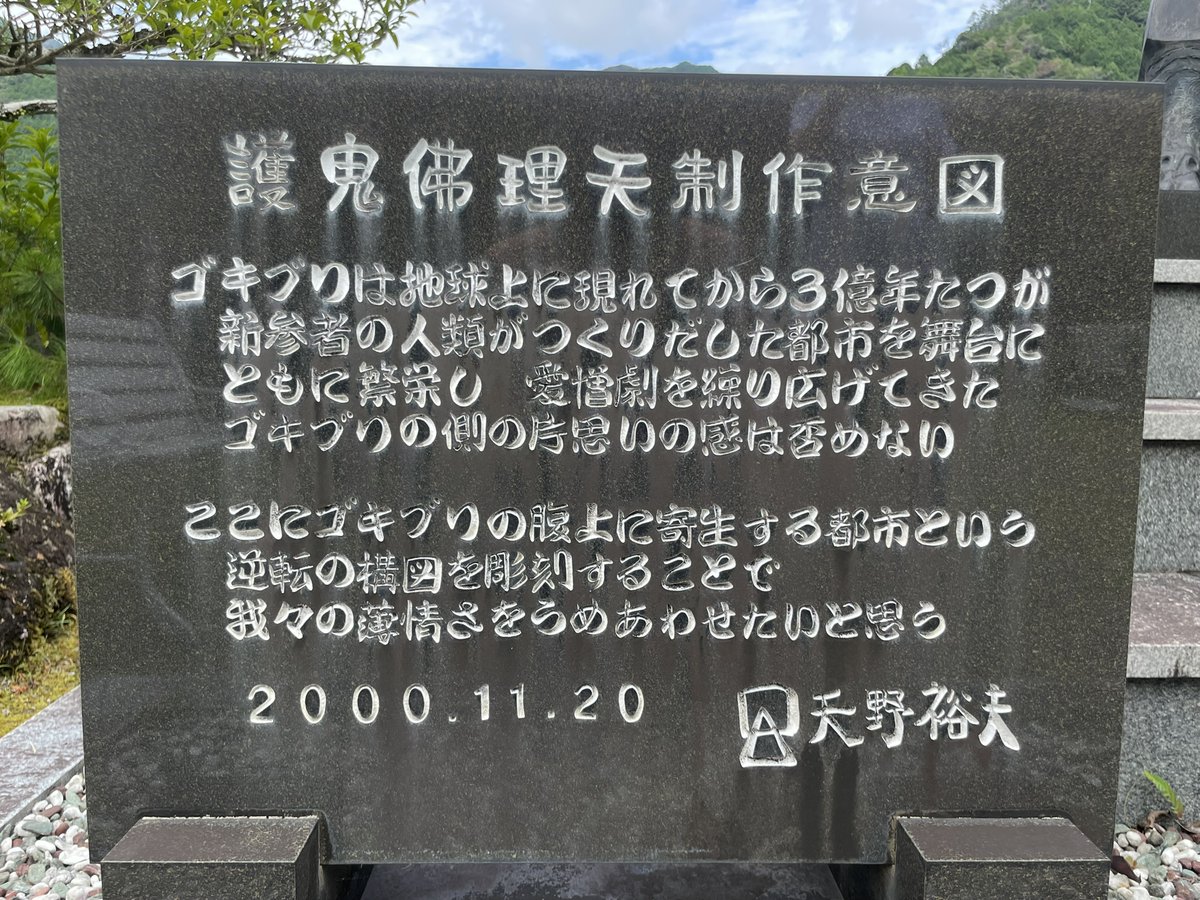 護鬼佛理天制作意図
ゴキブリは地球上に現れてから3億年たつが
新参者の人類がつくりだした都市を舞台に
ともに繁栄し 愛憎劇を繰り広げてきた
ゴキブリの側の片思いの感は否めない
ここにゴキブリの腹上に寄生する都市という
逆転の構図を彫刻することで
我々の薄情さをうめあわせたいと思う
2000.11.20 A 天野裕夫